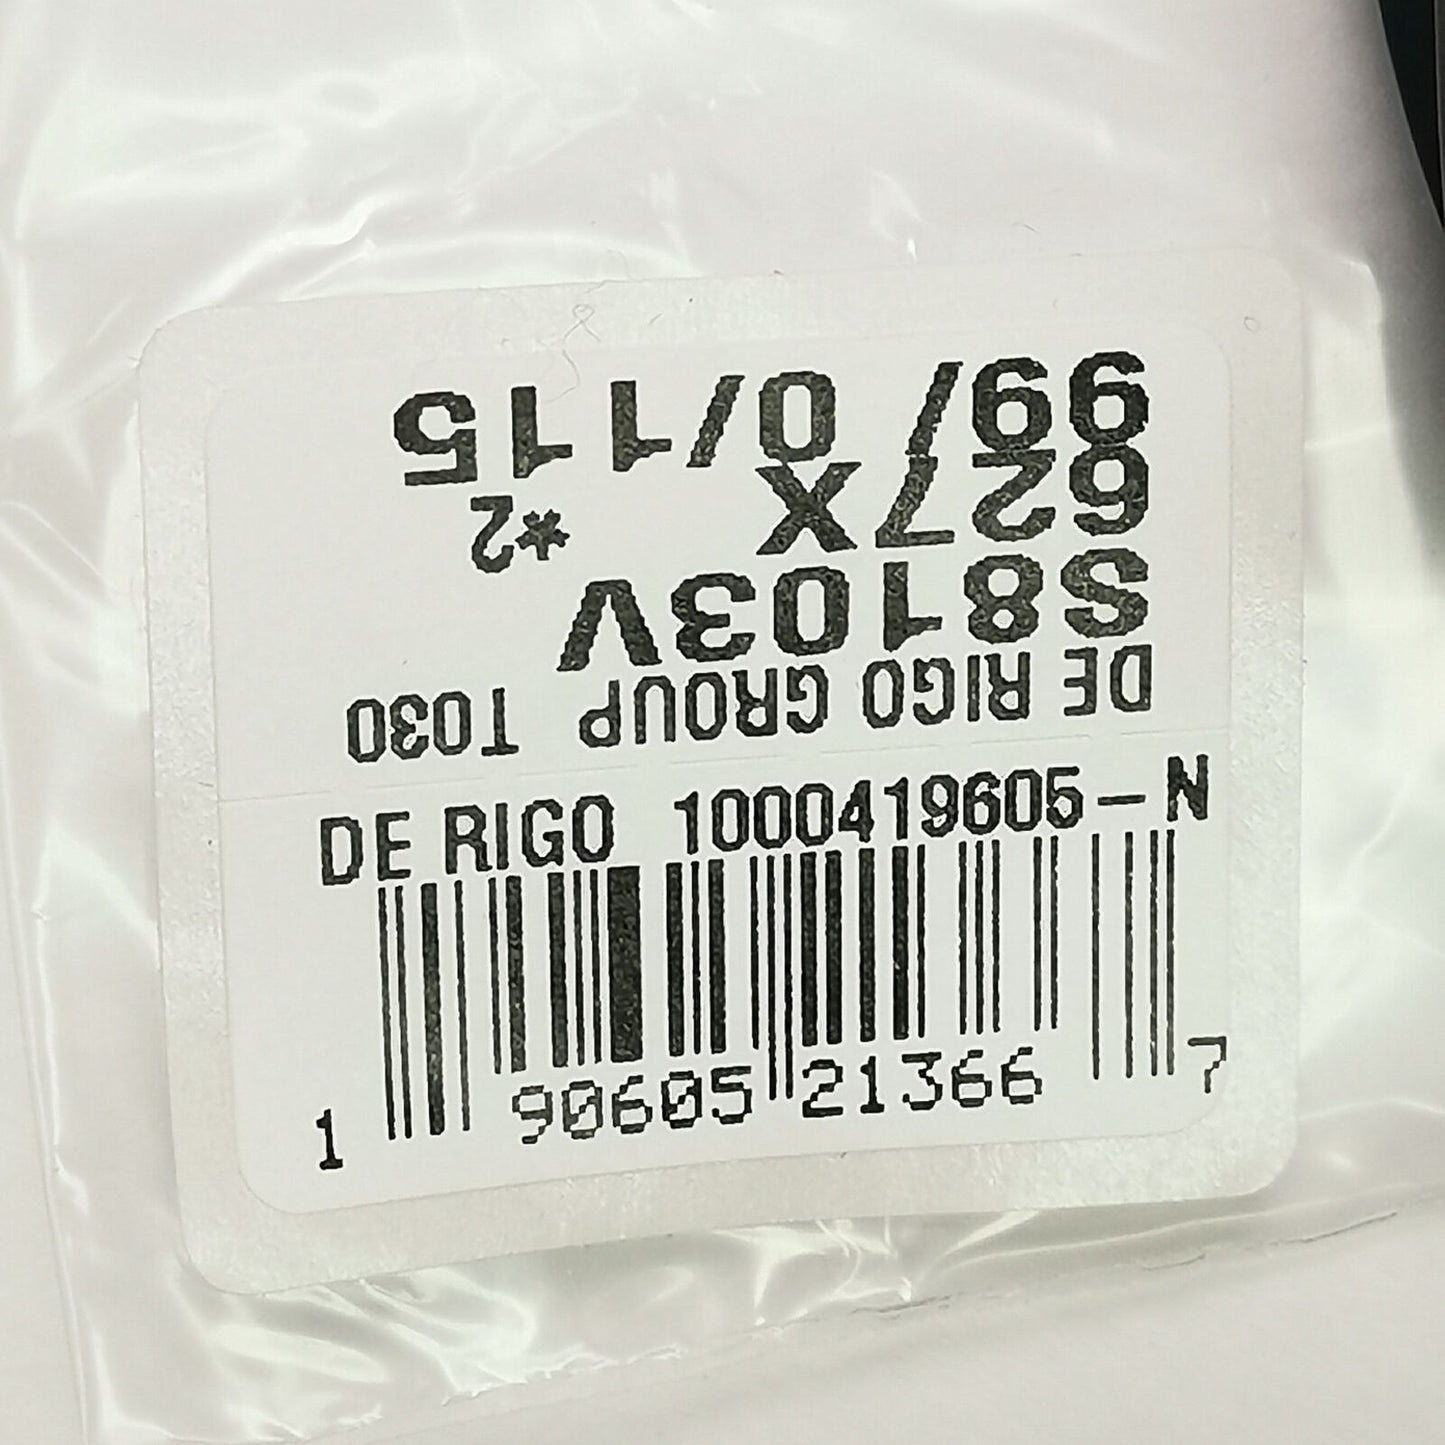 DE RIGO GROUP T030
S8103V
627X *2
99/ 0/115
DE RIGO 1000419605-N
1 90605 21366 7